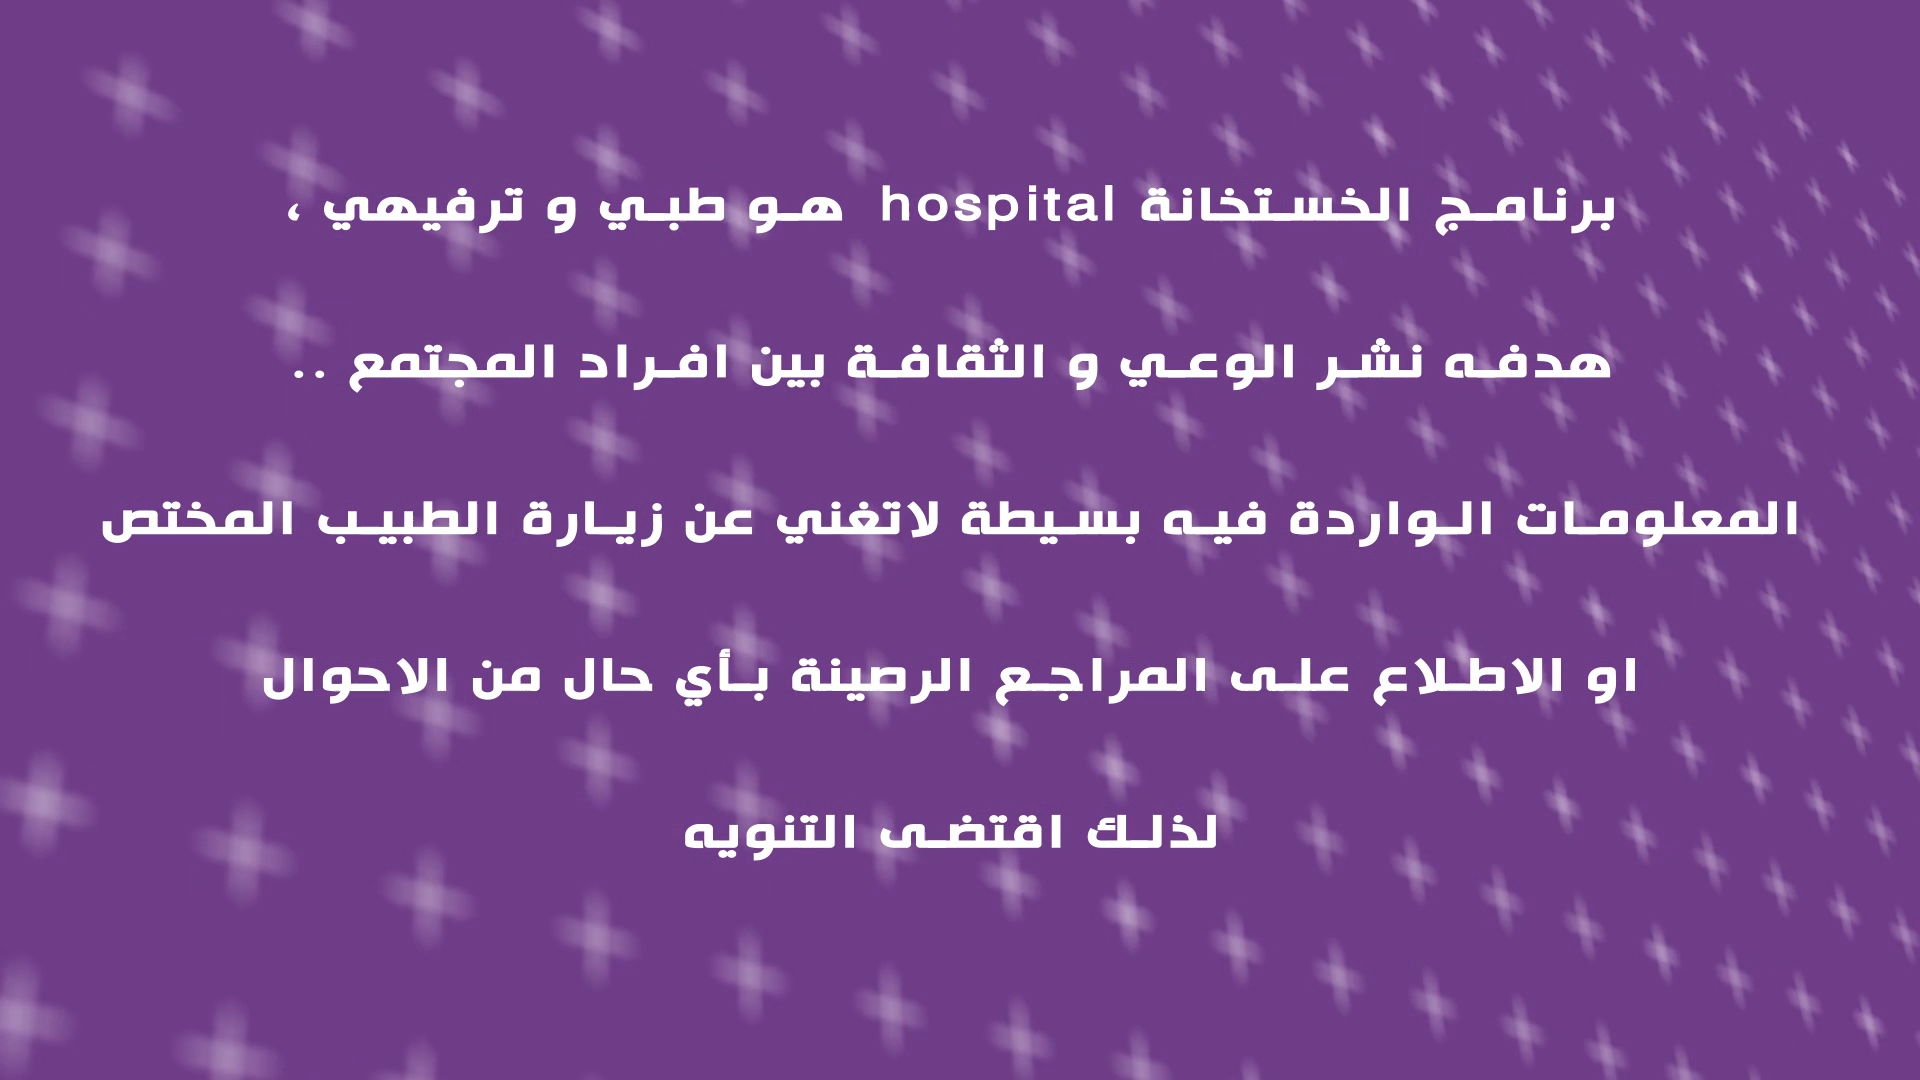 برنامج الخستخانة hospital هو طبي و ترفيهي ،
هدفه نشر الوعي و الثقافة بين افراد المجتمع ..
المعلومات الواردة فيه بسيطة لاتغني عن زيارة الطبيب المختص
او الاطلاع على المراجع الرصينة بأي حال من الاحوال
لذلك اقتضى التنويه